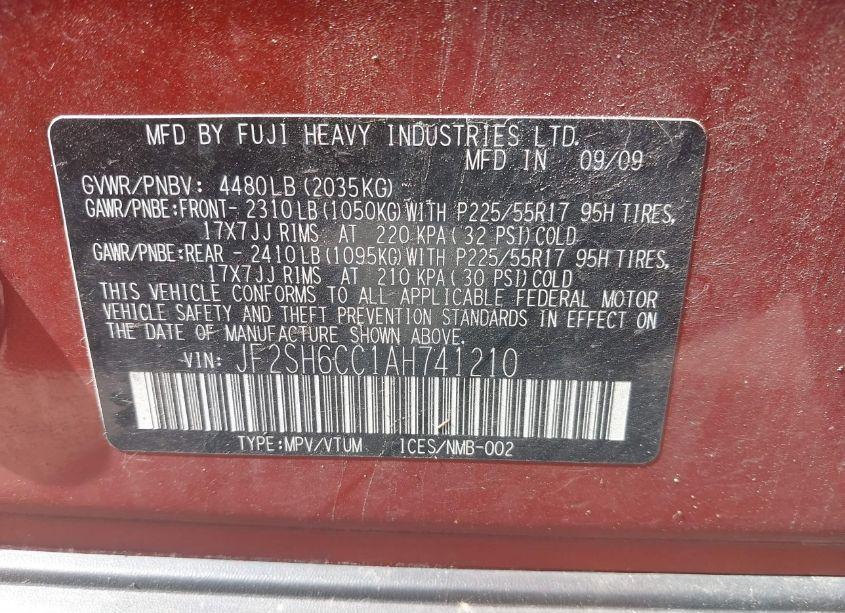 MFD BY FUJI HEAVY INDUSTRIES LTD.
MFD IN 09/09
GVWR/PNBV: 4480LB(2035KG)
GAWR/PNBE:FRONT- 2310LB(1050KG)WITH P225/55R17 95H TIRES,
17X7JJ RIMS AT 220 KPA( 32 PSI)COLD
GAWR/PNBE:REAR - 2410LB(1095KG)WITH P225/55R17 95H TIRES,
17X7JJ RIMS AT 210 KPA( 30 PSI)COLD
THIS VEHICLE CONFORMS TO ALL APPLICABLE FEDERAL MOTOR
VEHICLE SAFETY AND THEFT PREVENTION STANDARDS IN EFFECT ON
THE DATE OF MANUFACTURE SHOWN ABOVE.
VIN: JF2SH6CC1AH741210
TYPE:MPV/VTUM ICES/NMB-002